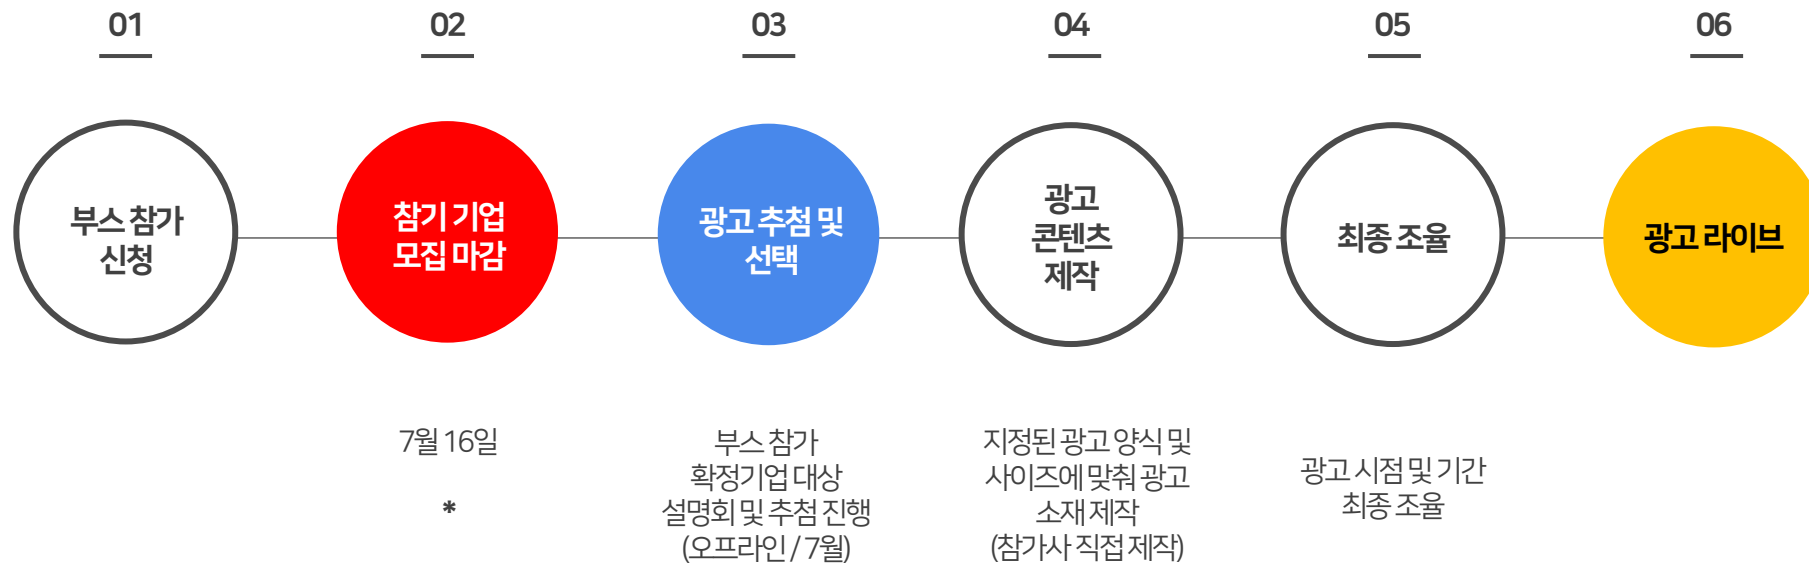 01
02
03
04
05
06
부스 참가
신청
참기 기업
모집 마감
광고 추첨 및
선택
광고
콘텐츠
제작
최종 조율
광고 라이브
7월 16일
*
부스 참가
확정기업 대상
설명회 및 추첨 진행
(오프라인 / 7월)
지정된 광고 양식 및
사이즈에 맞춰 광고
소재 제작
(참가사 직접 제작)
광고 시점 및 기간
최종 조율